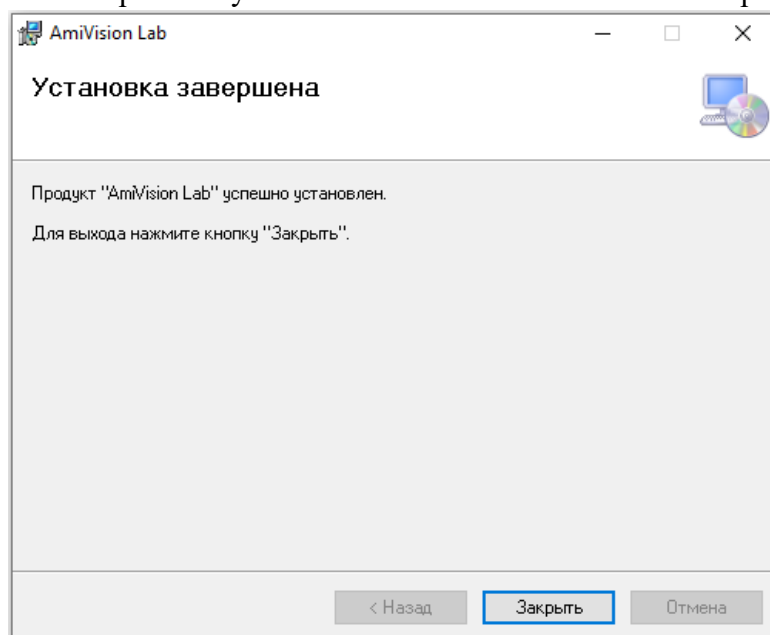 AmiVision Lab
Установка завершена
Продукт "AmiVision Lab" успешно установлен.
Для выхода нажмите кнопку "Закрыть".
< Назад
Закрыть
Отмена